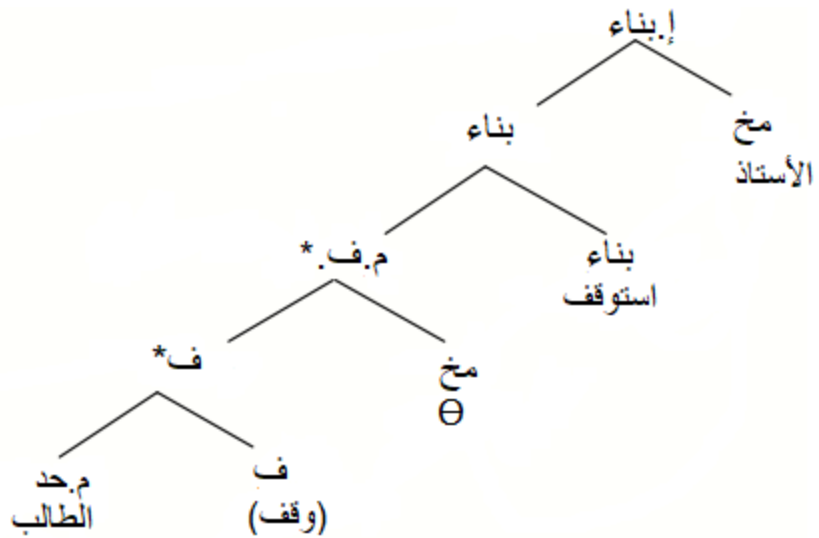 إ.بناء
مخ
الأستاذ
بناء
بناء
استوقف
م.ف.*
مخ
Ө
ف*
ف
(وقف)
م.حد
الطالب